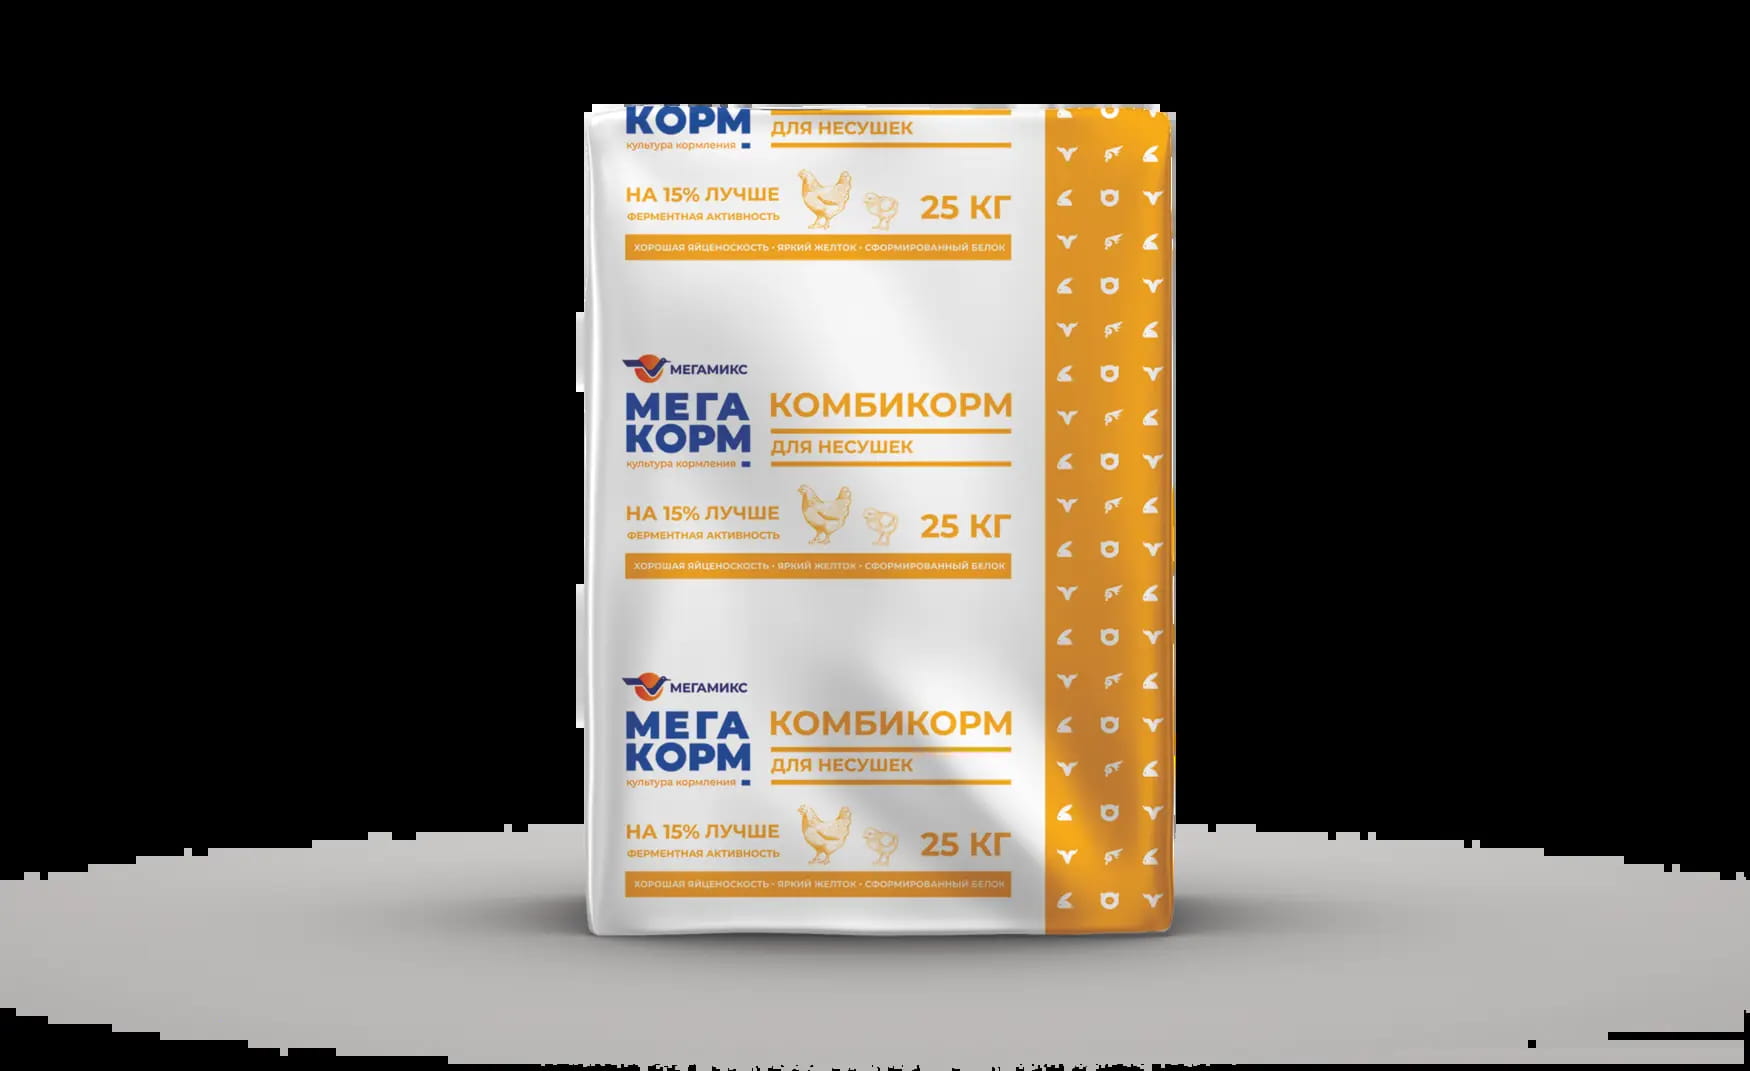 КОРМ
культура кормления
ДЛЯ НЕСУШЕК
НА 15% ЛУЧШЕ
ФЕРМЕНТНАЯ АКТИВНОСТЬ
25 КГ
ХОРОШАЯ ЯЙЦЕНОСКОСТЬ • ЯРКИЙ ЖЕЛТОК • СФОРМИРОВАННЫЙ БЕЛОК
МЕГАМИКС
МЕГА
КОРМ
культура кормления
КОМБИКОРМ
ДЛЯ НЕСУШЕК
НА 15% ЛУЧШЕ
ФЕРМЕНТНАЯ АКТИВНОСТЬ
25 КГ
ХОРОШАЯ ЯЙЦЕНОСКОСТЬ • ЯРКИЙ ЖЕЛТОК • СФОРМИРОВАННЫЙ БЕЛОК
МЕГАМИКС
МЕГА
КОРМ
культура кормления
КОМБИКОРМ
ДЛЯ НЕСУШЕК
НА 15% ЛУЧШЕ
ФЕРМЕНТНАЯ АКТИВНОСТЬ
25 КГ
ХОРОШАЯ ЯЙЦЕНОСКОСТЬ • ЯРКИЙ ЖЕЛТОК • СФОРМИРОВАННЫЙ БЕЛОК